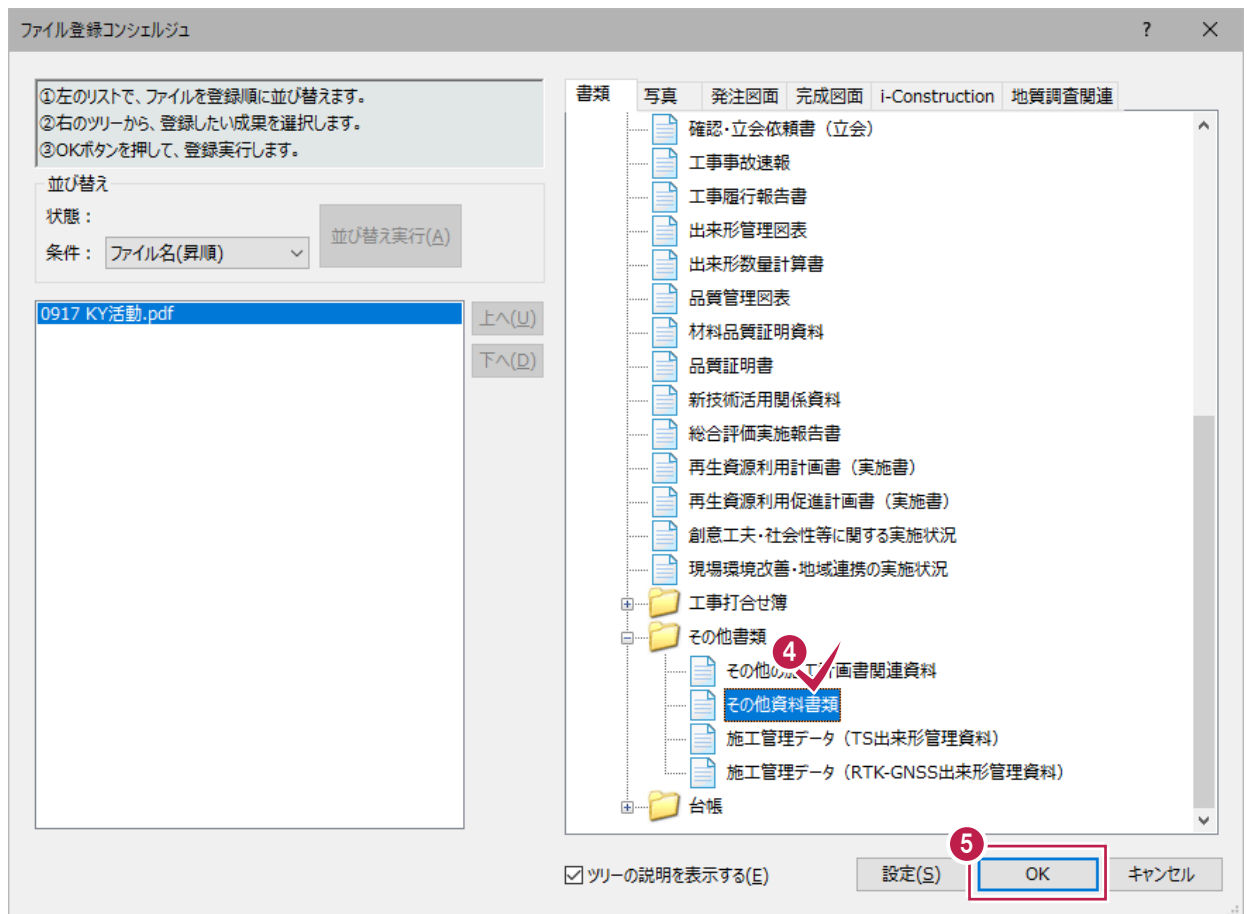 ファイル登録コンシェルジュ
?
①左のリストで、ファイルを登録順に並び替えます。
②右のツリーから、登録したい成果を選択します。
③OKボタンを押して、登録実行します。
並び替え
状態：
条件：
ファイル名(昇順)
並び替え実行(A)
0917 KY活動.pdf
上へ(U)
下へ(D)
書類 写真 発注図面 完成図面 i-Construction 地質調査関連
確認・立会依頼書（立会）
工事事故速報
工事履行報告書
出来形管理図表
出来形数量計算書
品質管理図表
材料品質証明資料
品質証明書
新技術活用関係資料
総合評価実施報告書
再生資源利用計画書（実施書）
再生資源利用促進計画書（実施書）
創意工夫・社会性等に関する実施状況
現場環境改善・地域連携の実施状況
工事打合せ簿
その他書類
4
その他の施工計画書関連資料
その他資料書類
施工管理データ（TS出来形管理資料）
施工管理データ（RTK-GNSS出来形管理資料）
台帳
5
ツリーの説明を表示する(E)
設定(S)
OK
キャンセル